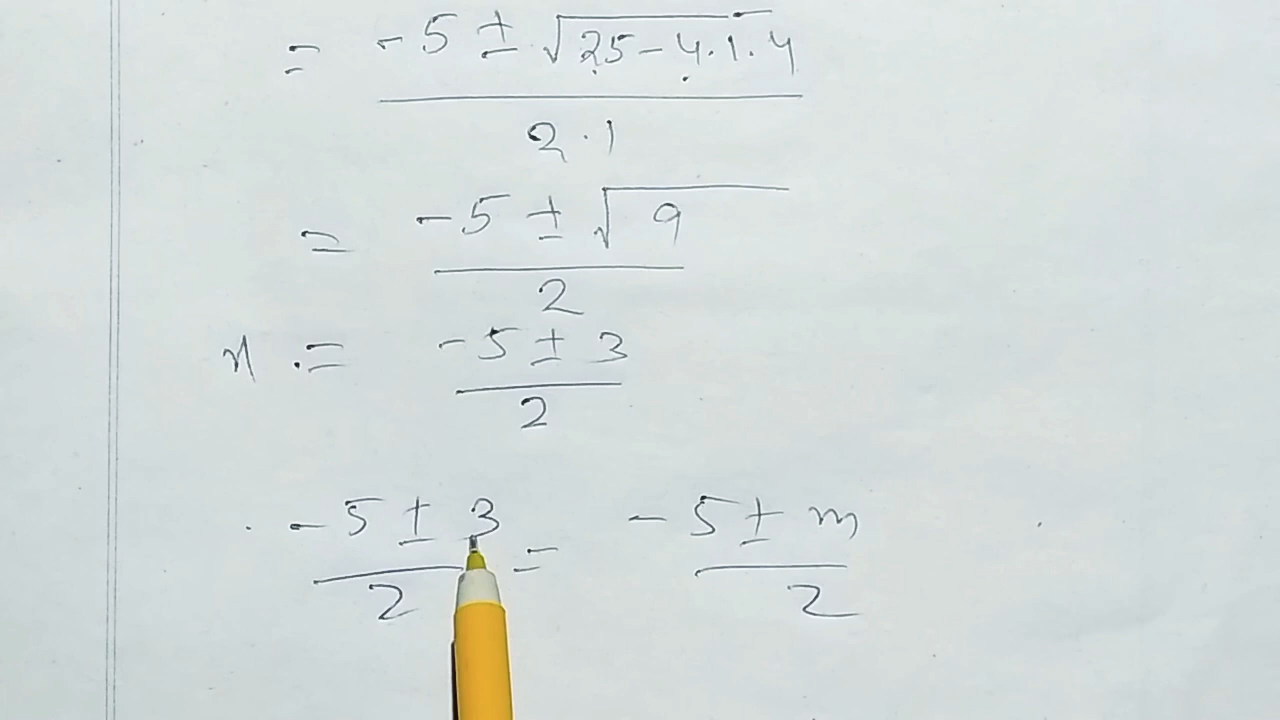 = (-5 ± √(25 - 4.1.4)) / (2.1)
= (-5 ± √9) / 2
x = (-5 ± 3) / 2
(-5 ± 3) / 2 = (-5 ± m) / 2